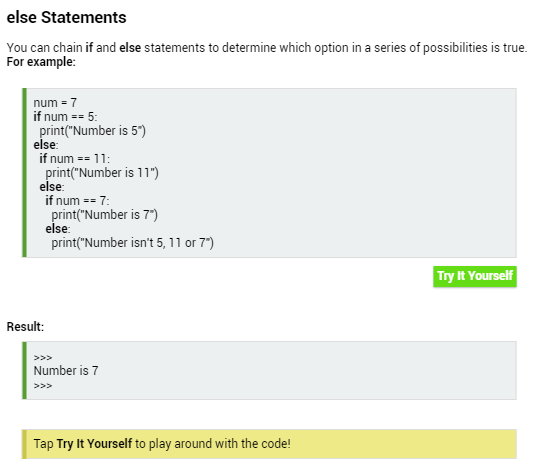 else Statements
You can chain if and else statements to determine which option in a series of possibilities is true.
For example:
num = 7
if num == 5:
  print("Number is 5")
else:
  if num == 11:
    print("Number is 11")
  else:
    if num == 7:
      print("Number is 7")
    else:
      print("Number isn't 5, 11 or 7")
Try It Yourself
Result:
>>>
Number is 7
>>>
Tap Try It Yourself to play around with the code!